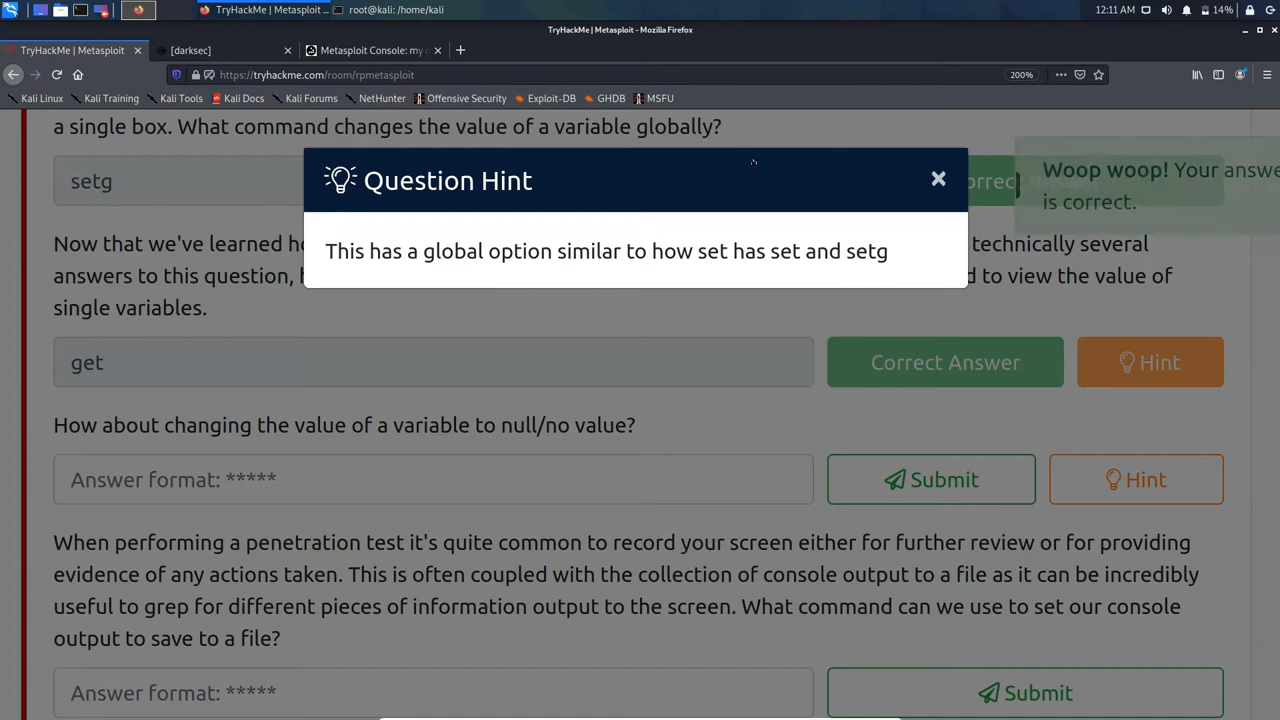 TryHackMe | Metasploit ...
root@kali: /home/kali
12:11 AM
14%
TryHackMe | Metasploit - Mozilla Firefox
TryHackMe | Metasploit
[darksec]
Metasploit Console: my c
https://tryhackme.com/room/rpmetasploit
200%
Kali Linux
Kali Training
Kali Tools
Kali Docs
Kali Forums
NetHunter
Offensive Security
Exploit-DB
GHDB
MSFU
a single box. What command changes the value of a variable globally?
setg
Question Hint
Woop woop! Your answe
is correct.
This has a global option similar to how set has set and setg
Now that we've learned ho
technically several
answers to this question, h
d to view the value of
single variables.
get
Correct Answer
Hint
How about changing the value of a variable to null/no value?
Answer format: *****
Submit
Hint
When performing a penetration test it's quite common to record your screen either for further review or for providing
evidence of any actions taken. This is often coupled with the collection of console output to a file as it can be incredibly
useful to grep for different pieces of information output to the screen. What command can we use to set our console
output to save to a file?
Answer format: *****
Submit